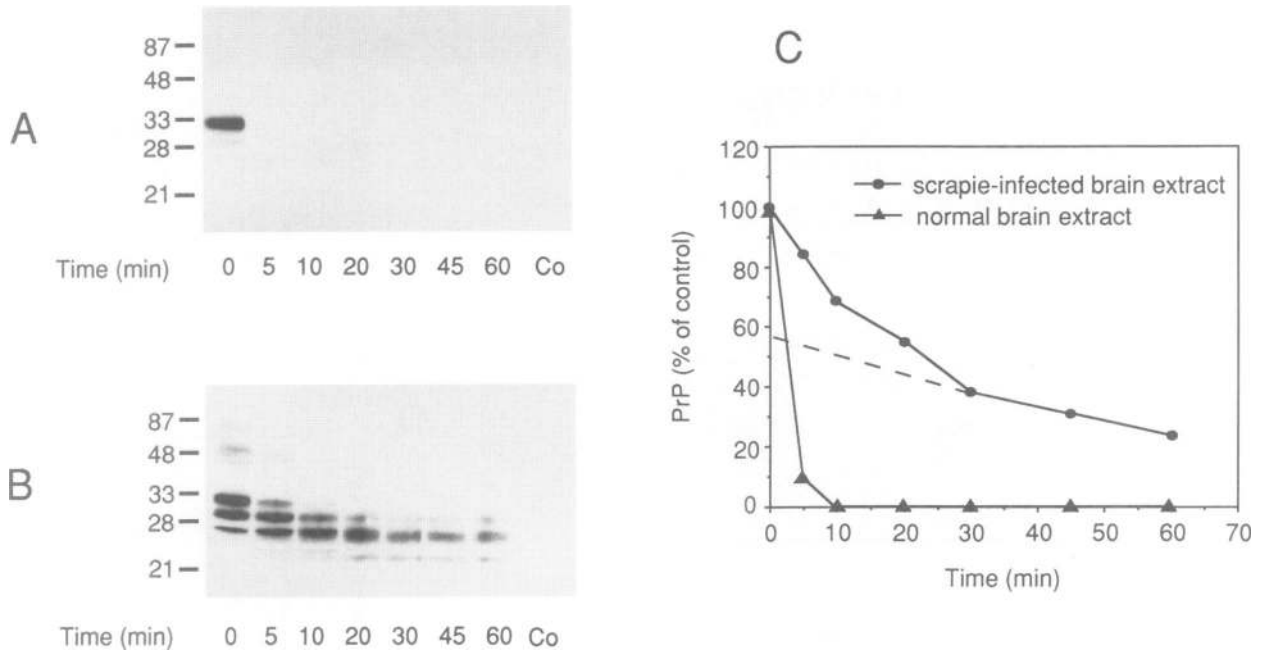 A
87
48
33
28
21
Time (min) 0 5 10 20 30 45 60 Co
B
87
48
33
28
21
Time (min) 0 5 10 20 30 45 60 Co
C
120
100
80
60
40
20
0
PrP (% of control)
scrapie-infected brain extract
normal brain extract
0 10 20 30 40 50 60 70
Time (min)